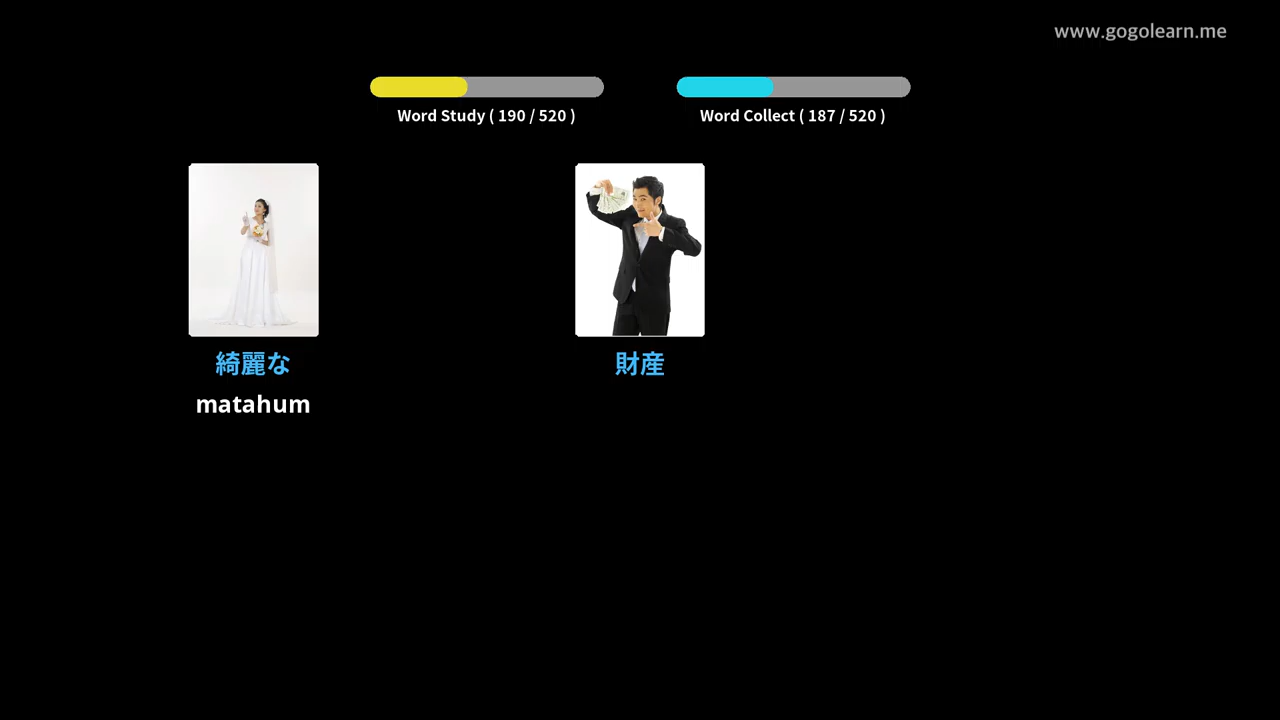 www.gogolearn.me
Word Study ( 190 / 520 )
Word Collect ( 187 / 520 )
綺麗な
matahum
財産